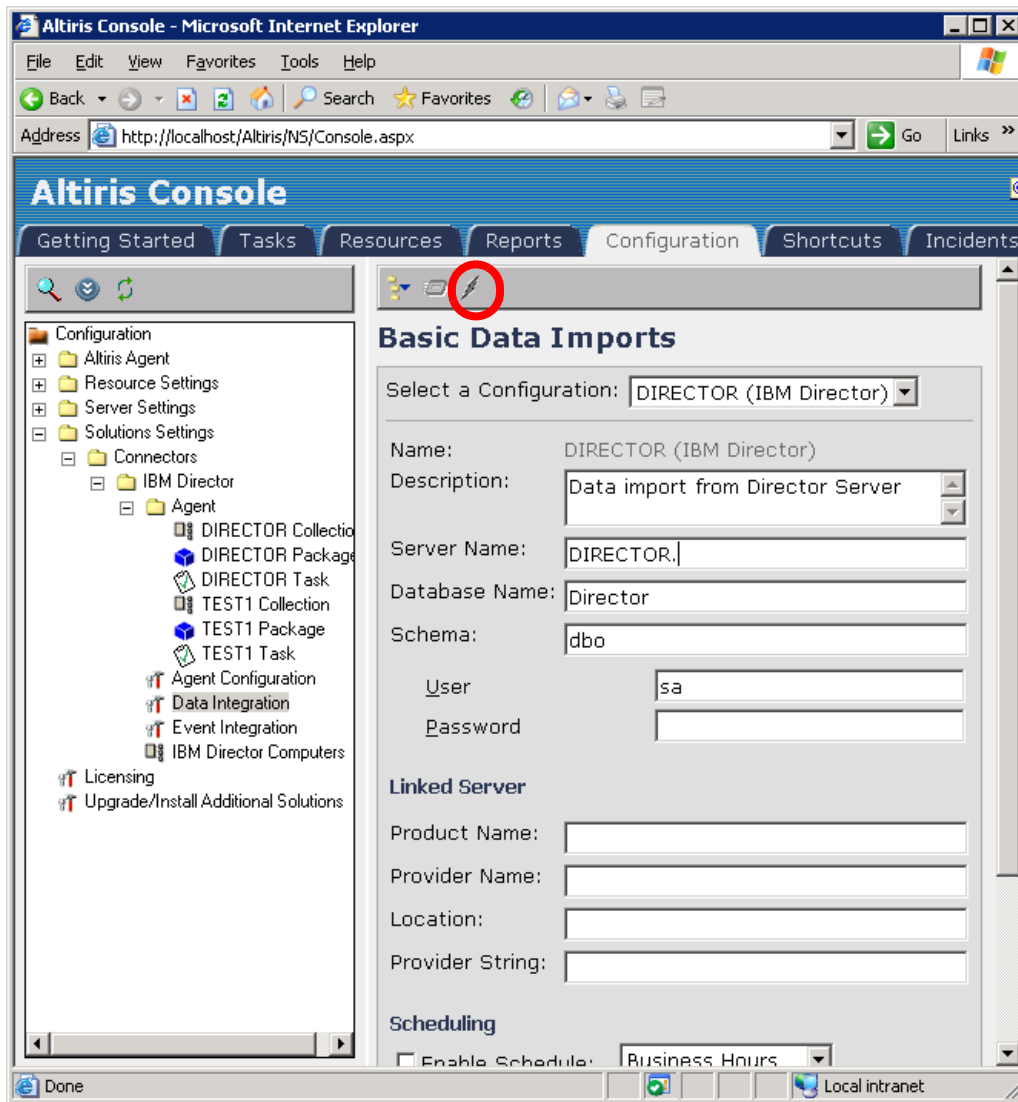 Altiris Console - Microsoft Internet Explorer
File Edit View Favorites Tools Help
Back Search Favorites
Address http://localhost/Altiris/NS/Console.aspx Go Links »
Altiris Console
Getting Started Tasks Resources Reports Configuration Shortcuts Incidents
Configuration
Altiris Agent
Resource Settings
Server Settings
Solutions Settings
Connectors
IBM Director
Agent
DIRECTOR Collectio
DIRECTOR Package
DIRECTOR Task
TEST1 Collection
TEST1 Package
TEST1 Task
Agent Configuration
Data Integration
Event Integration
IBM Director Computers
Licensing
Upgrade/Install Additional Solutions
Basic Data Imports
Select a Configuration: DIRECTOR (IBM Director)
Name: DIRECTOR (IBM Director)
Description: Data import from Director Server
Server Name: DIRECTOR.
Database Name: Director
Schema: dbo
User sa
Password
Linked Server
Product Name:
Provider Name:
Location:
Provider String:
Scheduling
Enable Schedule: Business Hours
Done Local intranet